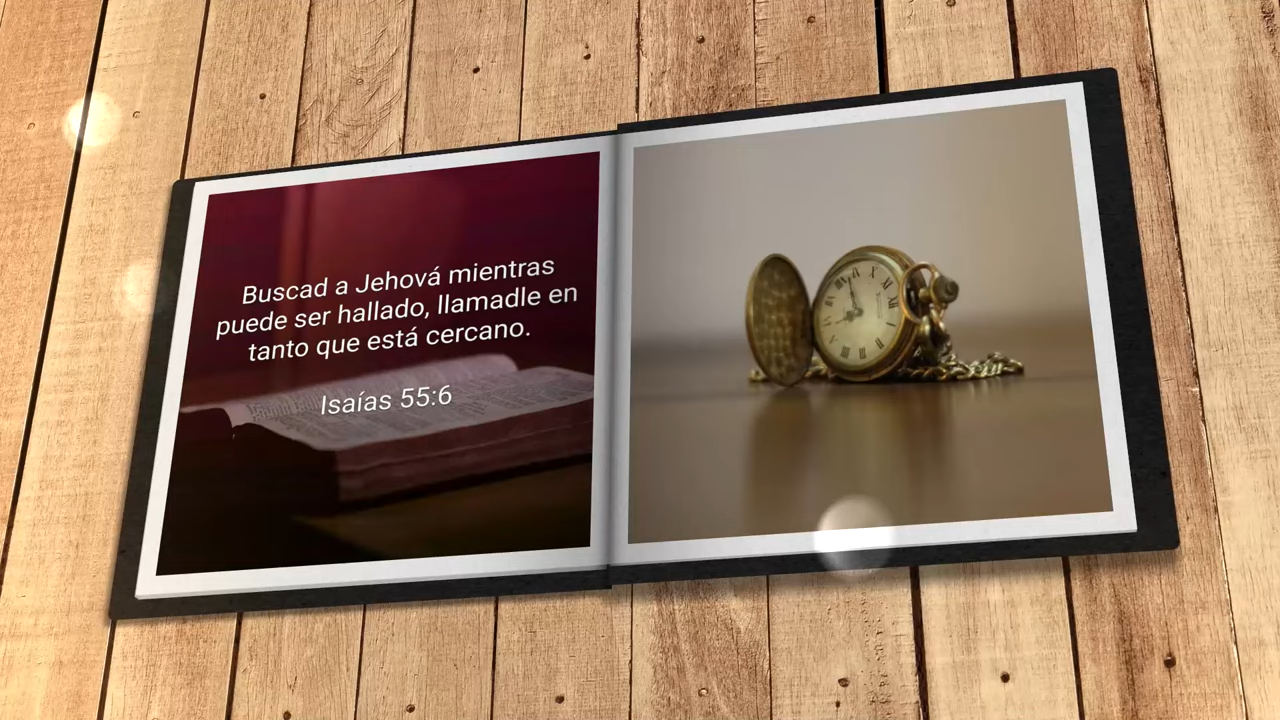 Buscad a Jehová mientras
puede ser hallado, llamadle en
tanto que está cercano.
Isaías 55:6